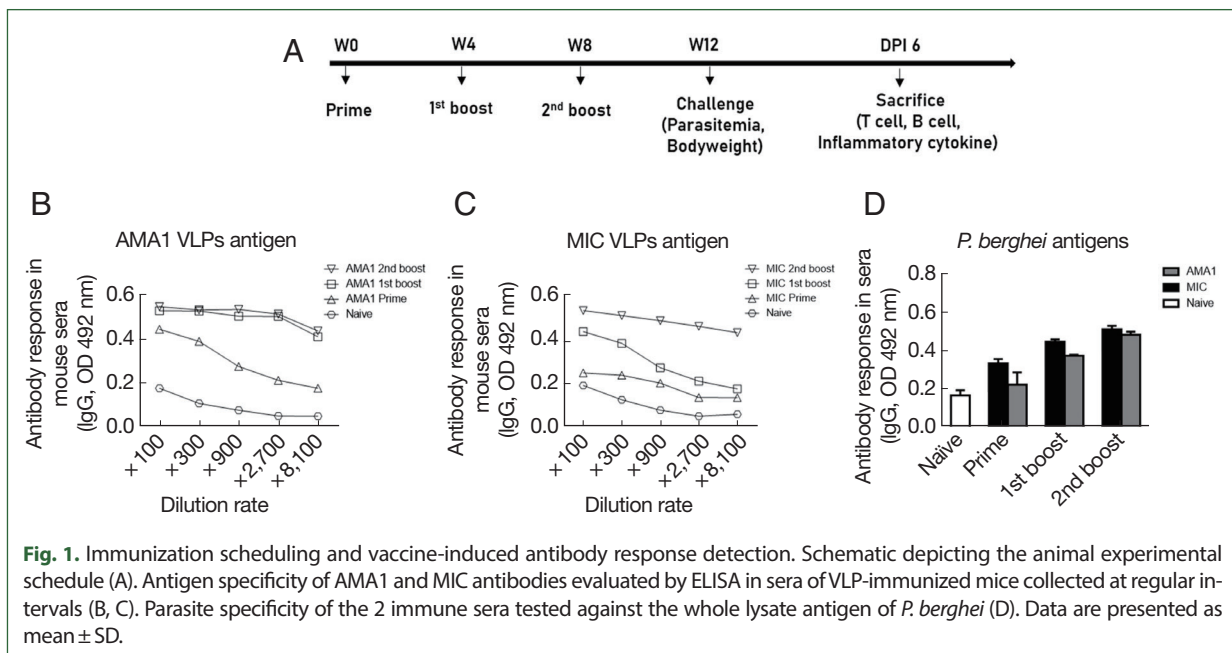 A
W0 W4 W8 W12 DPI 6
Prime 1st boost 2nd boost Challenge Sacrifice
(Parasitemia, (T cell, B cell,
Bodyweight) Inflammatory cytokine)
B
AMA1 VLPs antigen
AMA1 2nd boost
AMA1 1st boost
AMA1 Prime
Naive
Antibody response in
mouse sera
(IgG, OD 492 nm)
0.6
0.4
0.2
0.0
×100 ×300 ×900 ×2,700 ×8,100
Dilution rate
C
MIC VLPs antigen
MIC 2nd boost
MIC 1st boost
MIC Prime
Naive
Antibody response in
mouse sera
(IgG, OD 492 nm)
0.6
0.4
0.2
0.0
×100 ×300 ×900 ×2,700 ×8,100
Dilution rate
D
P. berghei antigens
AMA1
MIC
Naive
Antibody response in sera
(IgG, OD 492 nm)
0.8
0.6
0.4
0.2
0.0
Naïve Prime 1st boost 2nd boost
Fig. 1. Immunization scheduling and vaccine-induced antibody response detection. Schematic depicting the animal experimental
schedule (A). Antigen specificity of AMA1 and MIC antibodies evaluated by ELISA in sera of VLP-immunized mice collected at regular in-
tervals (B, C). Parasite specificity of the 2 immune sera tested against the whole lysate antigen of P. berghei (D). Data are presented as
mean ± SD.